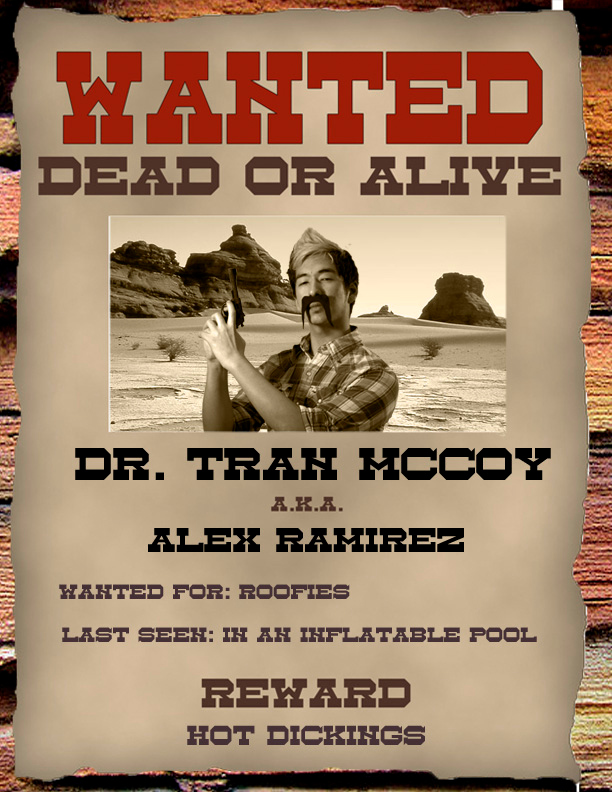 WANTED
DEAD OR ALIVE
DR. TRAN MCCOY
A.K.A.
ALEX RAMIREZ
WANTED FOR: ROOFIES
LAST SEEN: IN AN INFLATABLE POOL
REWARD
HOT DICKINGS